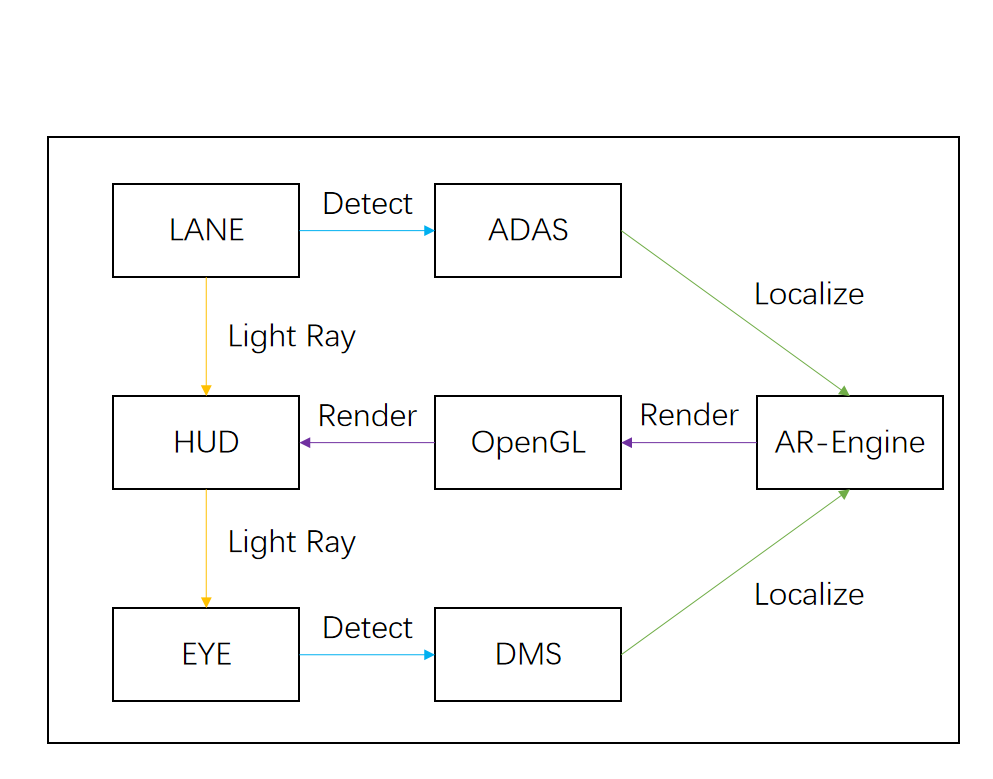 LANE
Detect
ADAS
Localize
Light Ray
HUD
Render
OpenGL
Render
AR-Engine
Light Ray
Localize
EYE
Detect
DMS